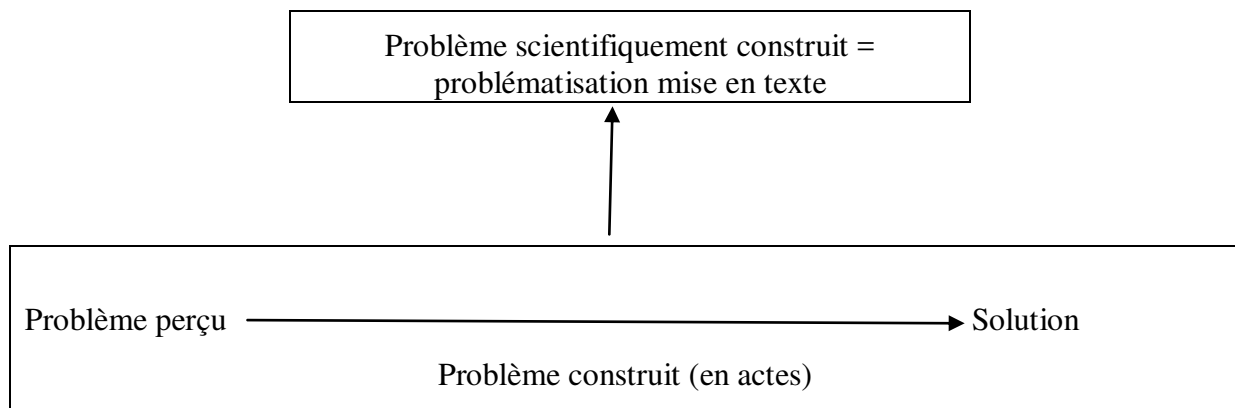 Problème scientifiquement construit =
problématisation mise en texte
Problème perçu Solution
Problème construit (en actes)